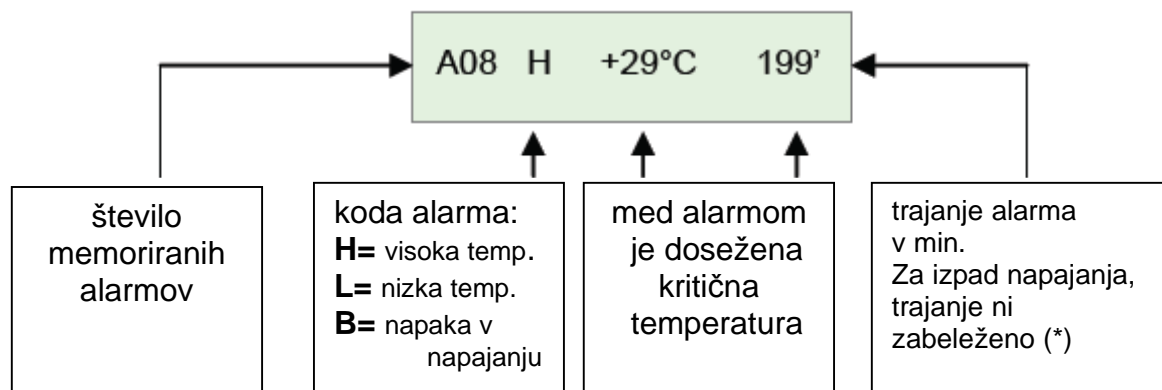 A08 H +29°C 199’
število
memoriranih
alarmov
koda alarma:
H= visoka temp.
L= nizka temp.
B= napaka v
napajanju
med alarmom
je dosežena
kritična
temperatura
trajanje alarma
v min.
Za izpad napajanja,
trajanje ni
zabeleženo (*)